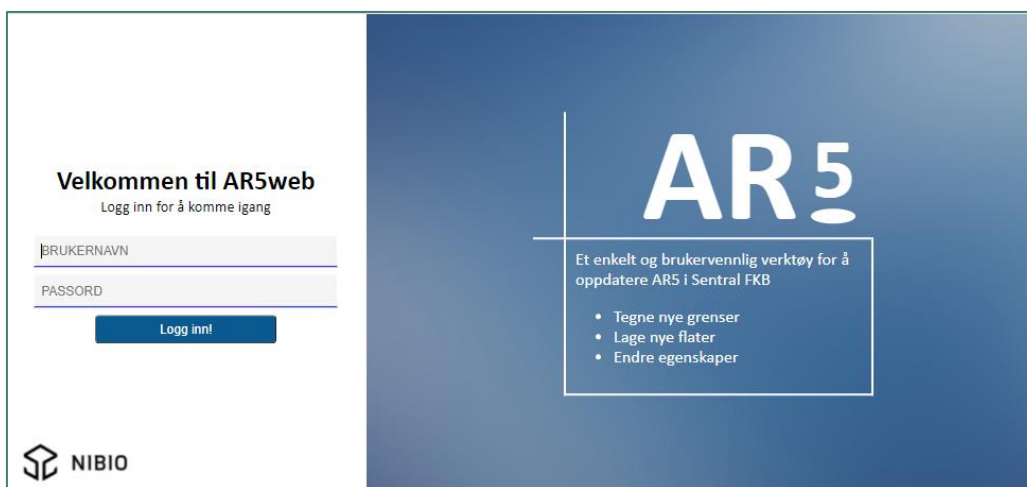 Velkommen til AR5web
Logg inn for å komme igang
BRUKERNAVN
PASSORD
Logg inn!
NIBIO
AR5
Et enkelt og brukervennlig verktøy for å
oppdatere AR5 i Sentral FKB
• Tegne nye grenser
• Lage nye flater
• Endre egenskaper